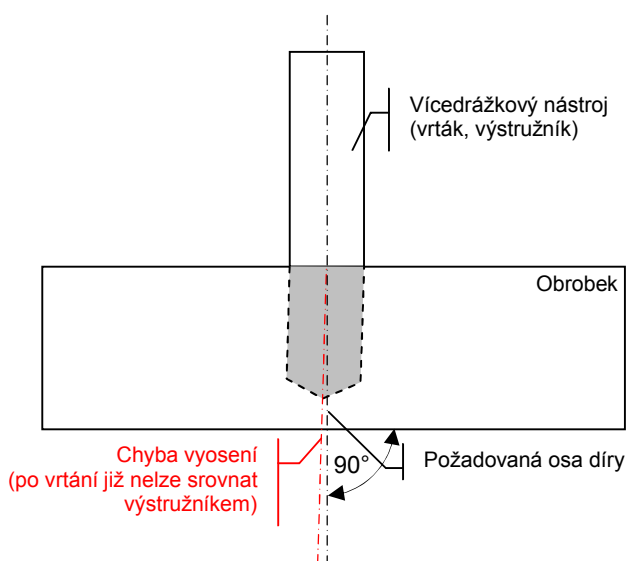 Vícedrážkový nástroj
(vrták, výstružník)
Obrobek
Chyba vyosení
(po vrtání již nelze srovnat
výstružníkem)
90°
Požadovaná osa díry